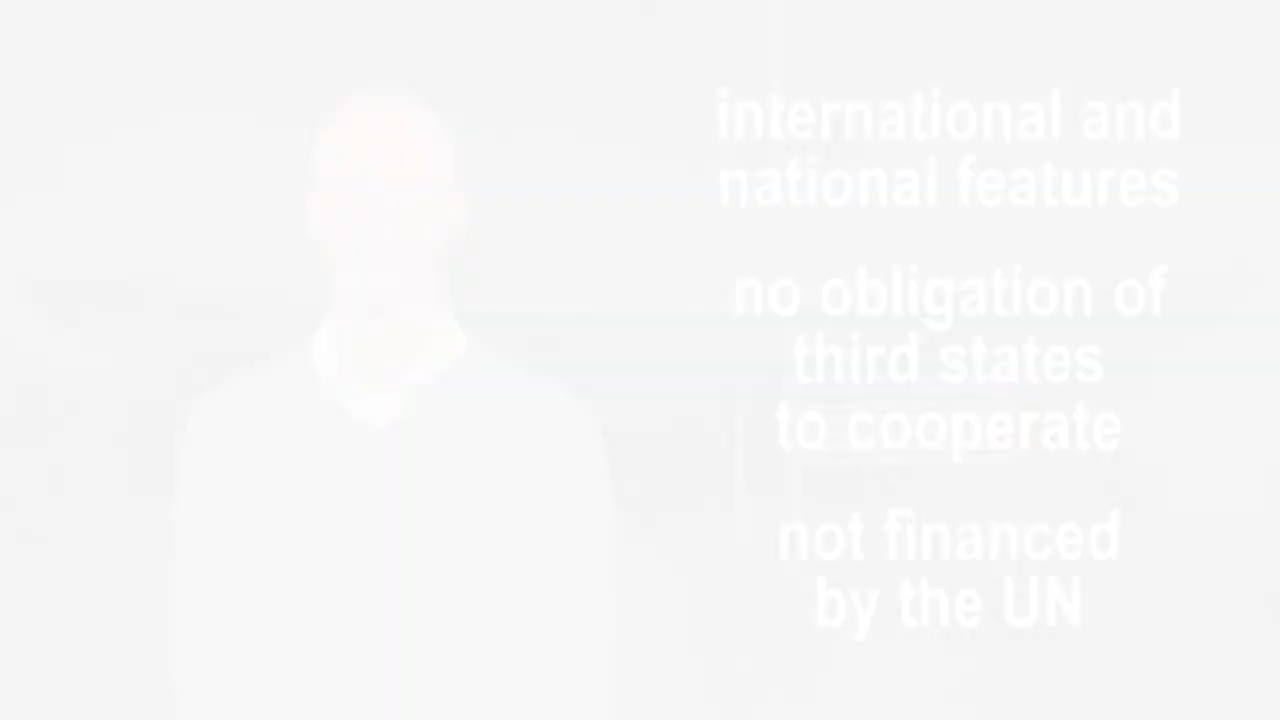 international and
national features
no obligation of
third states
to cooperate
not financed
by the UN